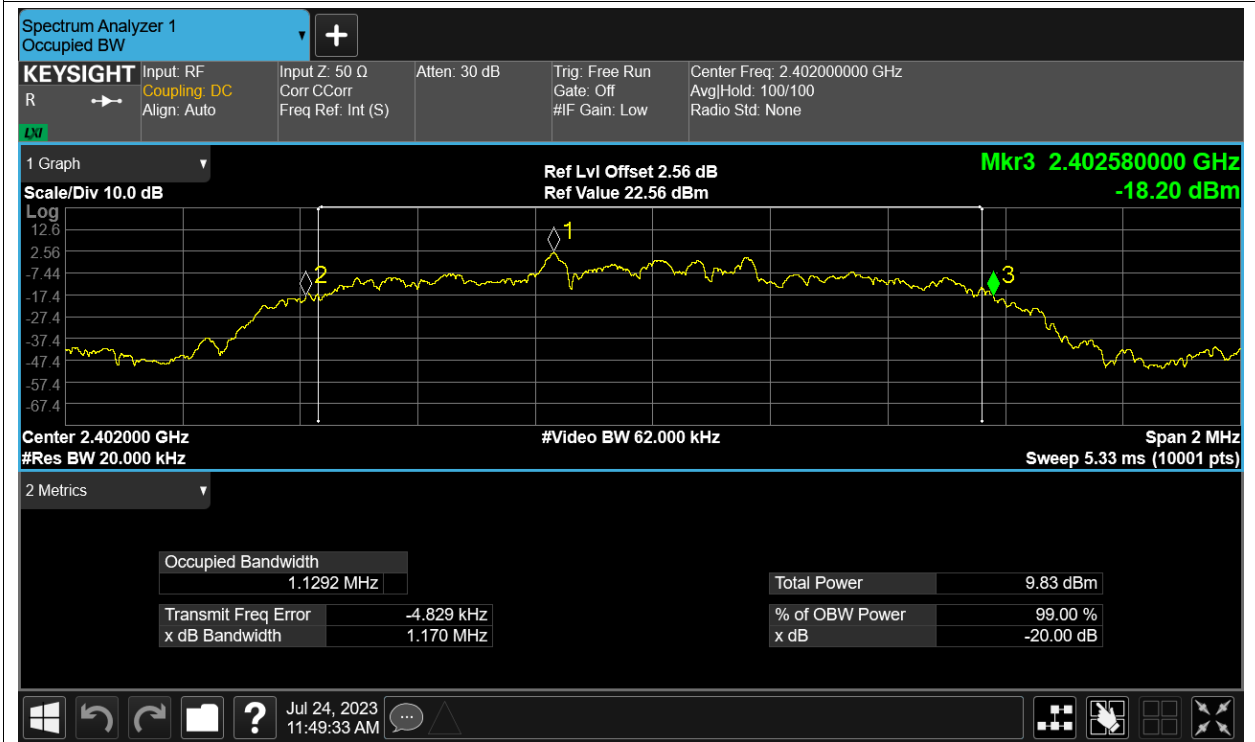 Spectrum Analyzer 1
Occupied BW
KEYSIGHT
R
LXI
Input: RF
Coupling: DC
Align: Auto
Input Z: 50 Ω
Corr CCorr
Freq Ref: Int (S)
Atten: 30 dB
Trig: Free Run
Gate: Off
#IF Gain: Low
Center Freq: 2.402000000 GHz
Avg|Hold: 100/100
Radio Std: None
1 Graph
Scale/Div 10.0 dB
Ref Lvl Offset 2.56 dB
Ref Value 22.56 dBm
Mkr3 2.402580000 GHz
-18.20 dBm
Log
12.6
2.56
-7.44
-17.4
-27.4
-37.4
-47.4
-57.4
-67.4
1
2
3
Center 2.402000 GHz
#Video BW 62.000 kHz
Span 2 MHz
#Res BW 20.000 kHz
Sweep 5.33 ms (10001 pts)
2 Metrics
Occupied Bandwidth
1.1292 MHz
Transmit Freq Error -4.829 kHz
x dB Bandwidth 1.170 MHz
Total Power 9.83 dBm
% of OBW Power 99.00 %
x dB -20.00 dB
?
Jul 24, 2023
11:49:33 AM